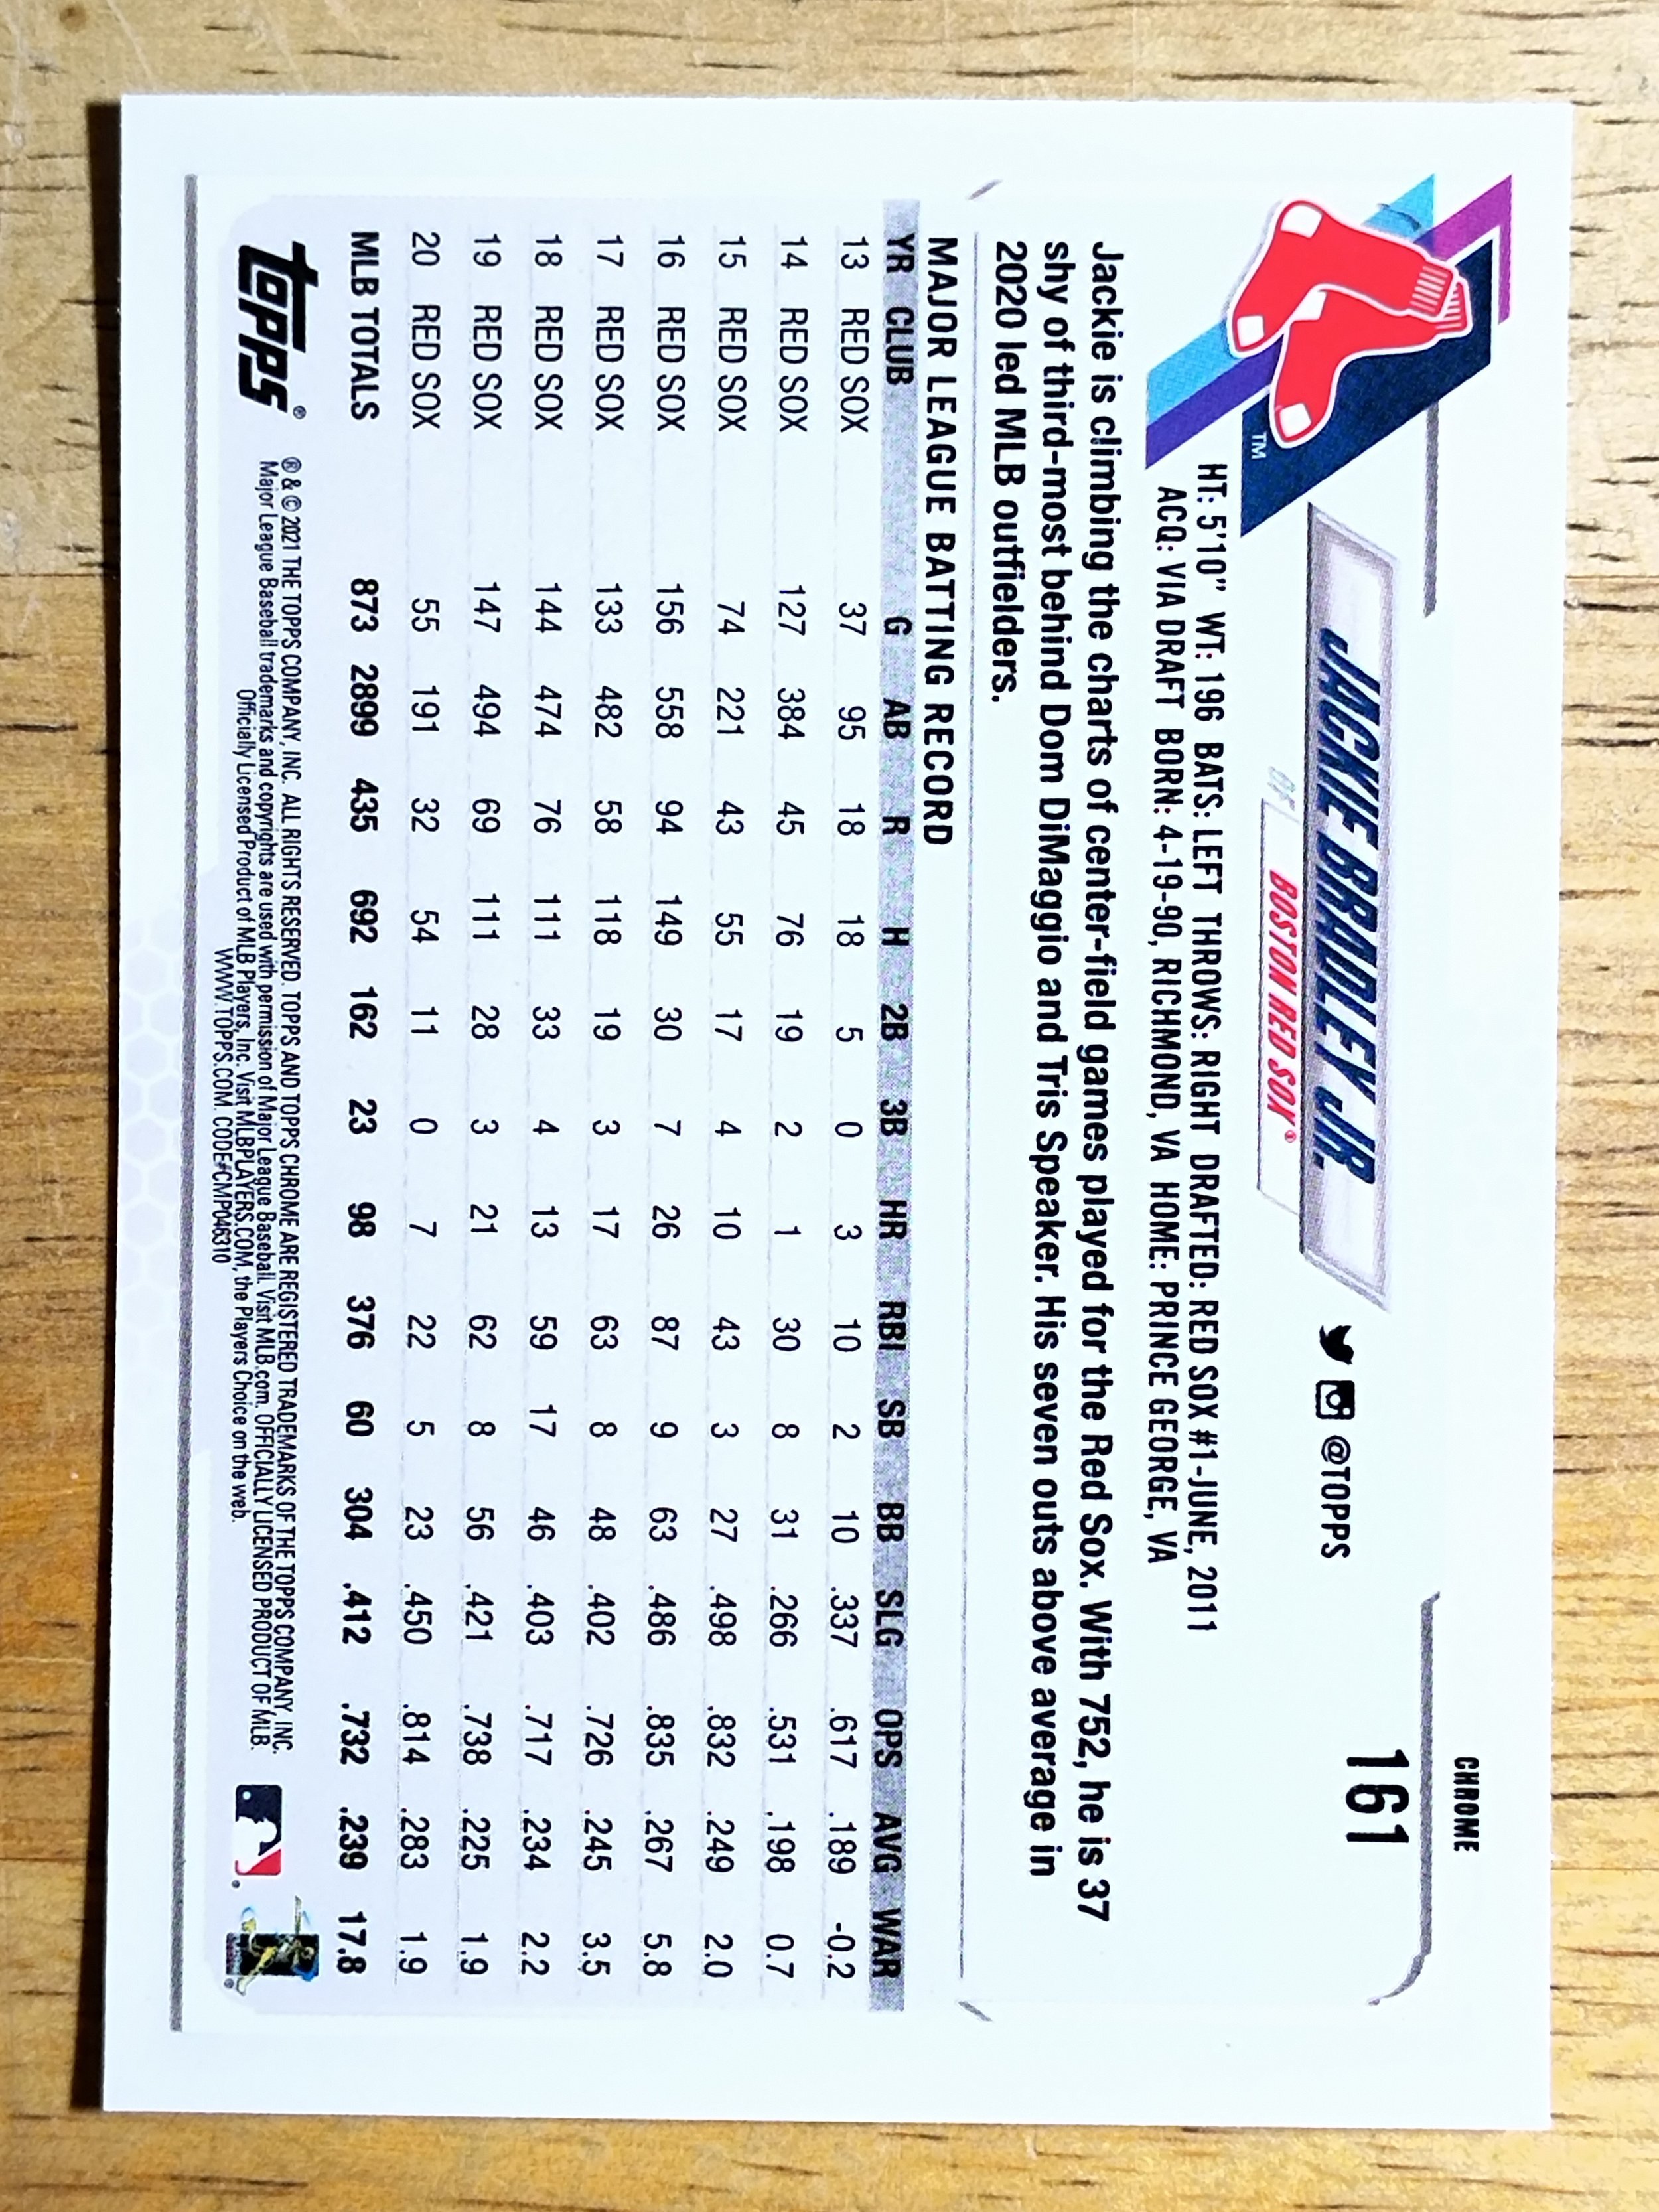 CHROME
161
JACKIE BRADLEY JR.
@TOPPS
OF
BOSTON RED SOX®
TM
HT: 5'10" WT: 196 BATS: LEFT THROWS: RIGHT DRAFTED: RED SOX #1-JUNE, 2011
ACQ: VIA DRAFT BORN: 4-19-90, RICHMOND, VA HOME: PRINCE GEORGE, VA
Jackie is climbing the charts of center-field games played for the Red Sox. With 752, he is 37
shy of third-most behind Dom DiMaggio and Tris Speaker. His seven outs above average in
2020 led MLB outfielders.
MAJOR LEAGUE BATTING RECORD
YR CLUB G AB R H 2B 3B HR RBI SB BB SLG OPS AVG WAR
13 RED SOX 37 95 18 18 5 0 3 10 2 10 .337 .617 .189 -0.2
14 RED SOX 127 384 45 76 19 2 1 30 8 31 .266 .531 .198 0.7
15 RED SOX 74 221 43 55 17 4 10 43 3 27 .498 .832 .249 2.0
16 RED SOX 156 558 94 149 30 7 26 87 9 63 .486 .835 .267 5.8
17 RED SOX 133 482 58 118 19 3 17 63 8 48 .402 .726 .245 3.5
18 RED SOX 144 474 76 111 33 4 13 59 17 46 .403 .717 .234 2.2
19 RED SOX 147 494 69 111 28 3 21 62 8 56 .421 .738 .225 1.9
20 RED SOX 55 191 32 54 11 0 7 22 5 23 .450 .814 .283 1.9
MLB TOTALS 873 2899 435 692 162 23 98 376 60 304 .412 .732 .239 17.8
topps®
® & © 2021 THE TOPPS COMPANY, INC. ALL RIGHTS RESERVED. TOPPS AND TOPPS CHROME ARE REGISTERED TRADEMARKS OF THE TOPPS COMPANY, INC.
Major League Baseball trademarks and copyrights are used with permission of Major League Baseball. Visit MLB.com. OFFICIALLY LICENSED PRODUCT OF MLB.
Officially Licensed Product of MLB Players, Inc. Visit MLBPLAYERS.COM, the Players Choice on the web.
WWW.TOPPS.COM. CODE#CMP046310